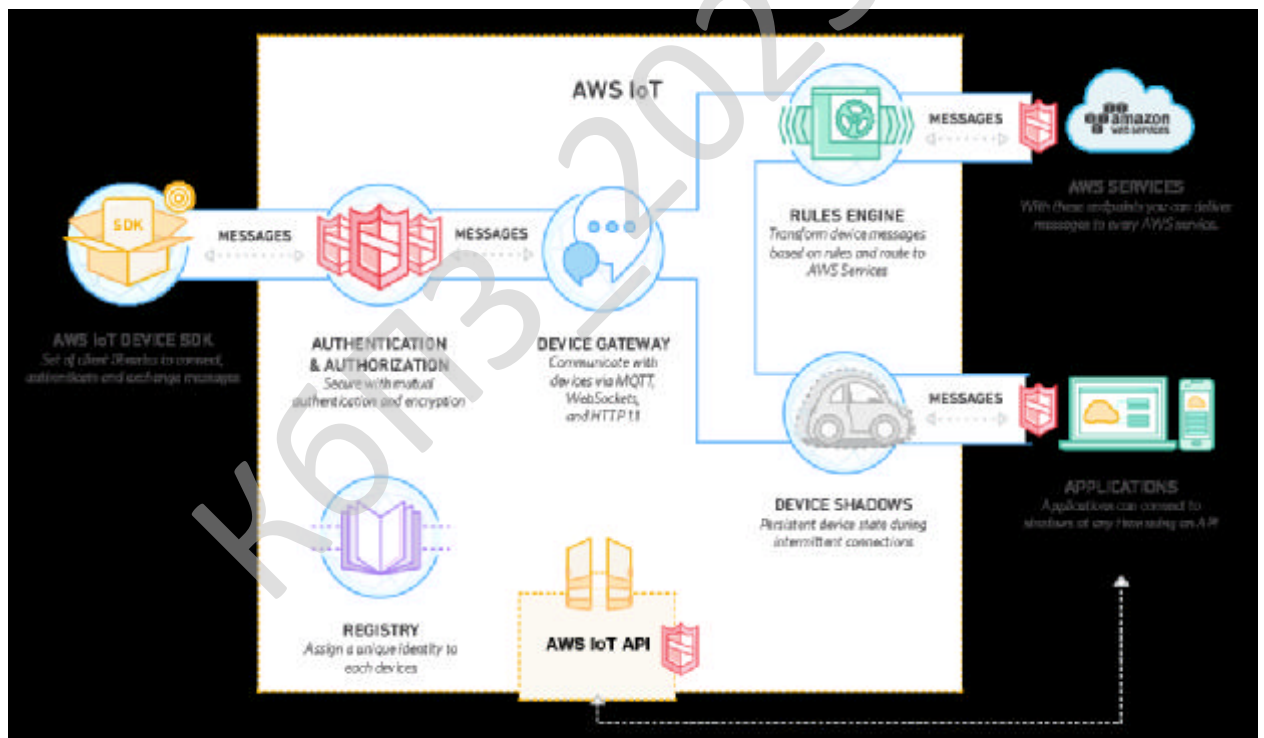 AWS IoT
SDK
MESSAGES
MESSAGES
MESSAGES
amazon
web services
AWS SERVICES
With these endpoints you can deliver
messages to every AWS service.
RULES ENGINE
Transform device messages
based on rules and route to
AWS Services
AWS IoT DEVICE SDK
Set of client libraries to connect,
authenticate and exchange messages
AUTHENTICATION
& AUTHORIZATION
Secure with mutual
authentication and encryption
DEVICE GATEWAY
Communicate with
devices via MQTT,
WebSockets,
and HTTP 1.1
MESSAGES
DEVICE SHADOWS
Persistent device state during
intermittent connections
APPLICATIONS
Applications can connect to
shadows at any time using an API
REGISTRY
Assign a unique identity to
each devices
AWS IoT API